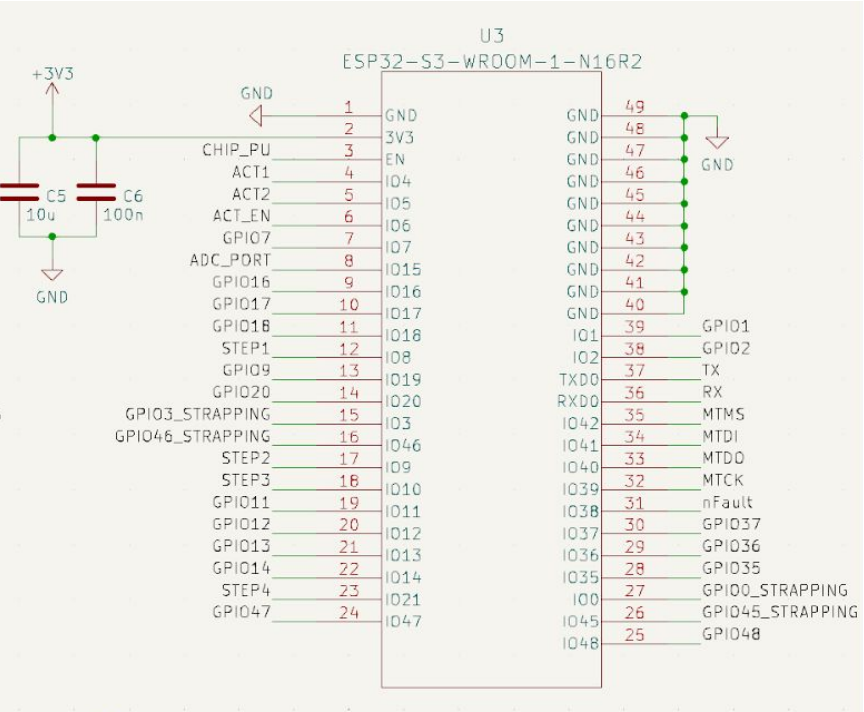 U3
ESP32-S3-WROOM-1-N16R2
+3V3
C5
10u
C6
100n
GND
GND
1 GND
2 3V3
CHIP_PU 3 EN
ACT1 4 IO4
ACT2 5 IO5
ACT_EN 6 IO6
GPIO7 7 IO7
ADC_PORT 8 IO15
GPIO16 9 IO16
GPIO17 10 IO17
GPIO18 11 IO18
STEP1 12 IO8
GPIO9 13 IO19
GPIO20 14 IO20
GPIO3_STRAPPING 15 IO3
GPIO46_STRAPPING 16 IO46
STEP2 17 IO9
STEP3 18 IO10
GPIO11 19 IO11
GPIO12 20 IO12
GPIO13 21 IO13
GPIO14 22 IO14
STEP4 23 IO21
GPIO47 24 IO47
GND 49
GND 48
GND 47
GND
GND 46
GND 45
GND 44
GND 43
GND 42
GND 41
GND 40
IO1 39 GPIO1
IO2 38 GPIO2
TXD0 37 TX
RXD0 36 RX
IO42 35 MTMS
IO41 34 MTDI
IO40 33 MTDO
IO39 32 MTCK
IO38 31 nFault
IO37 30 GPIO37
IO36 29 GPIO36
IO35 28 GPIO35
IO0 27 GPIO0_STRAPPING
IO45 26 GPIO45_STRAPPING
IO48 25 GPIO48